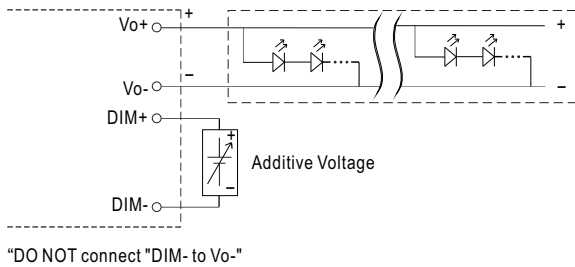 Vo+ + +
Vo- − −
DIM+
+
Additive Voltage
−
DIM-
“DO NOT connect "DIM- to Vo-"